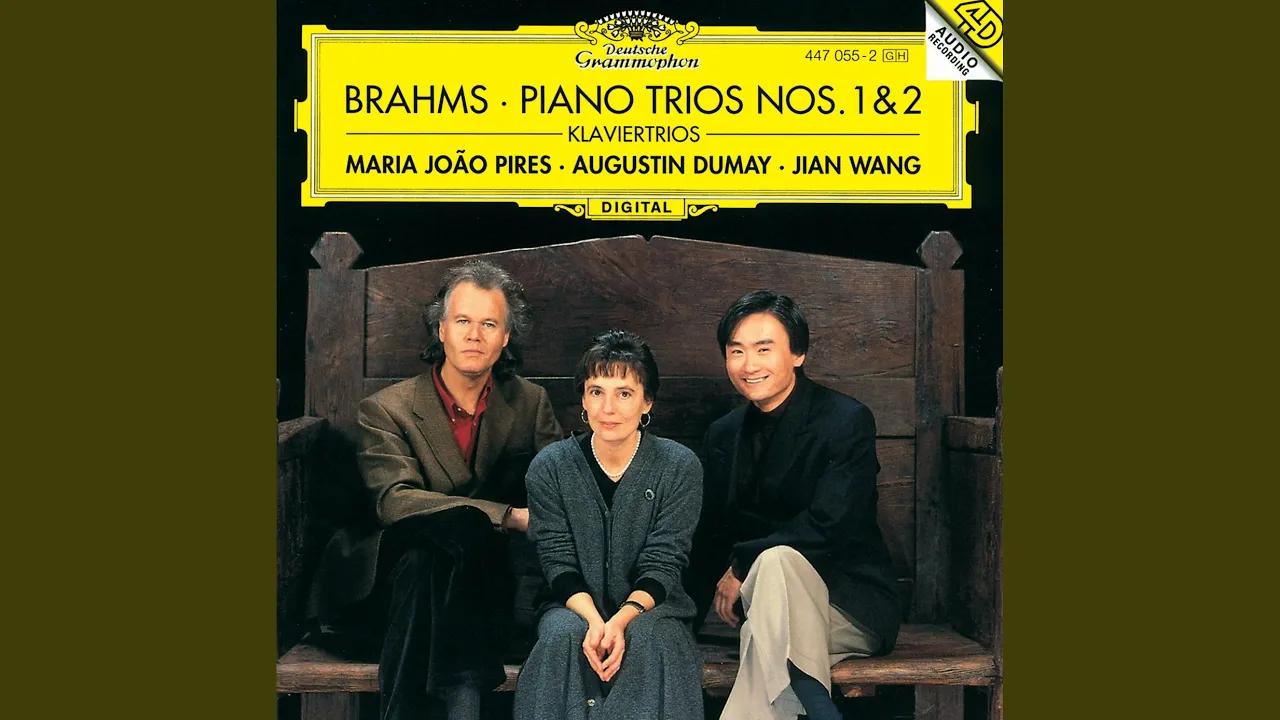 Deutsche
Grammophon
447 055-2 GH
4D
AUDIO
RECORDING
BRAHMS · PIANO TRIOS NOS. 1 & 2
KLAVIERTRIOS
MARIA JOÃO PIRES · AUGUSTIN DUMAY · JIAN WANG
DIGITAL